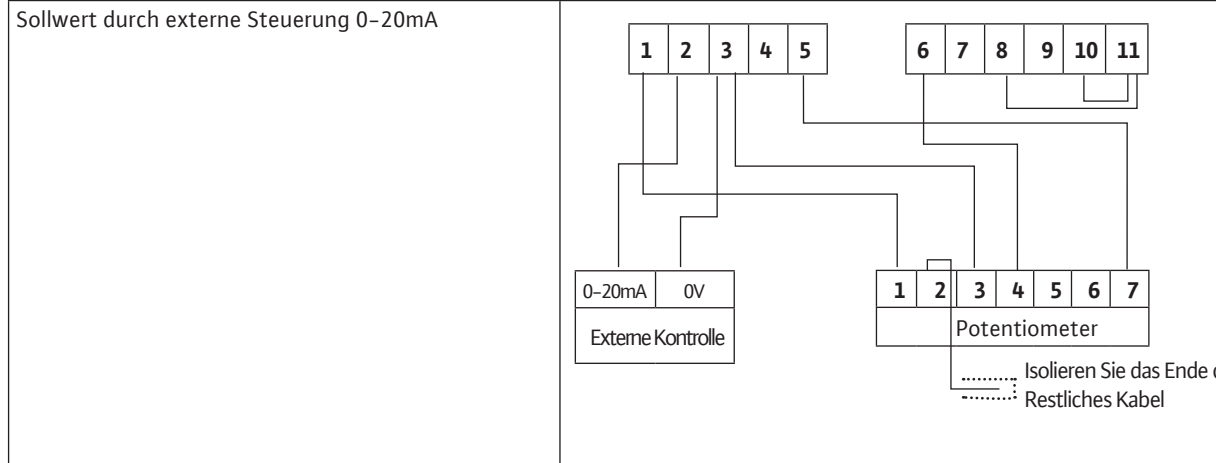 Sollwert durch externe Steuerung 0–20mA
1 2 3 4 5 6 7 8 9 10 11
0–20mA 0V
Externe Kontrolle
1 2 3 4 5 6 7
Potentiometer
Isolieren Sie das Ende
Restliches Kabel